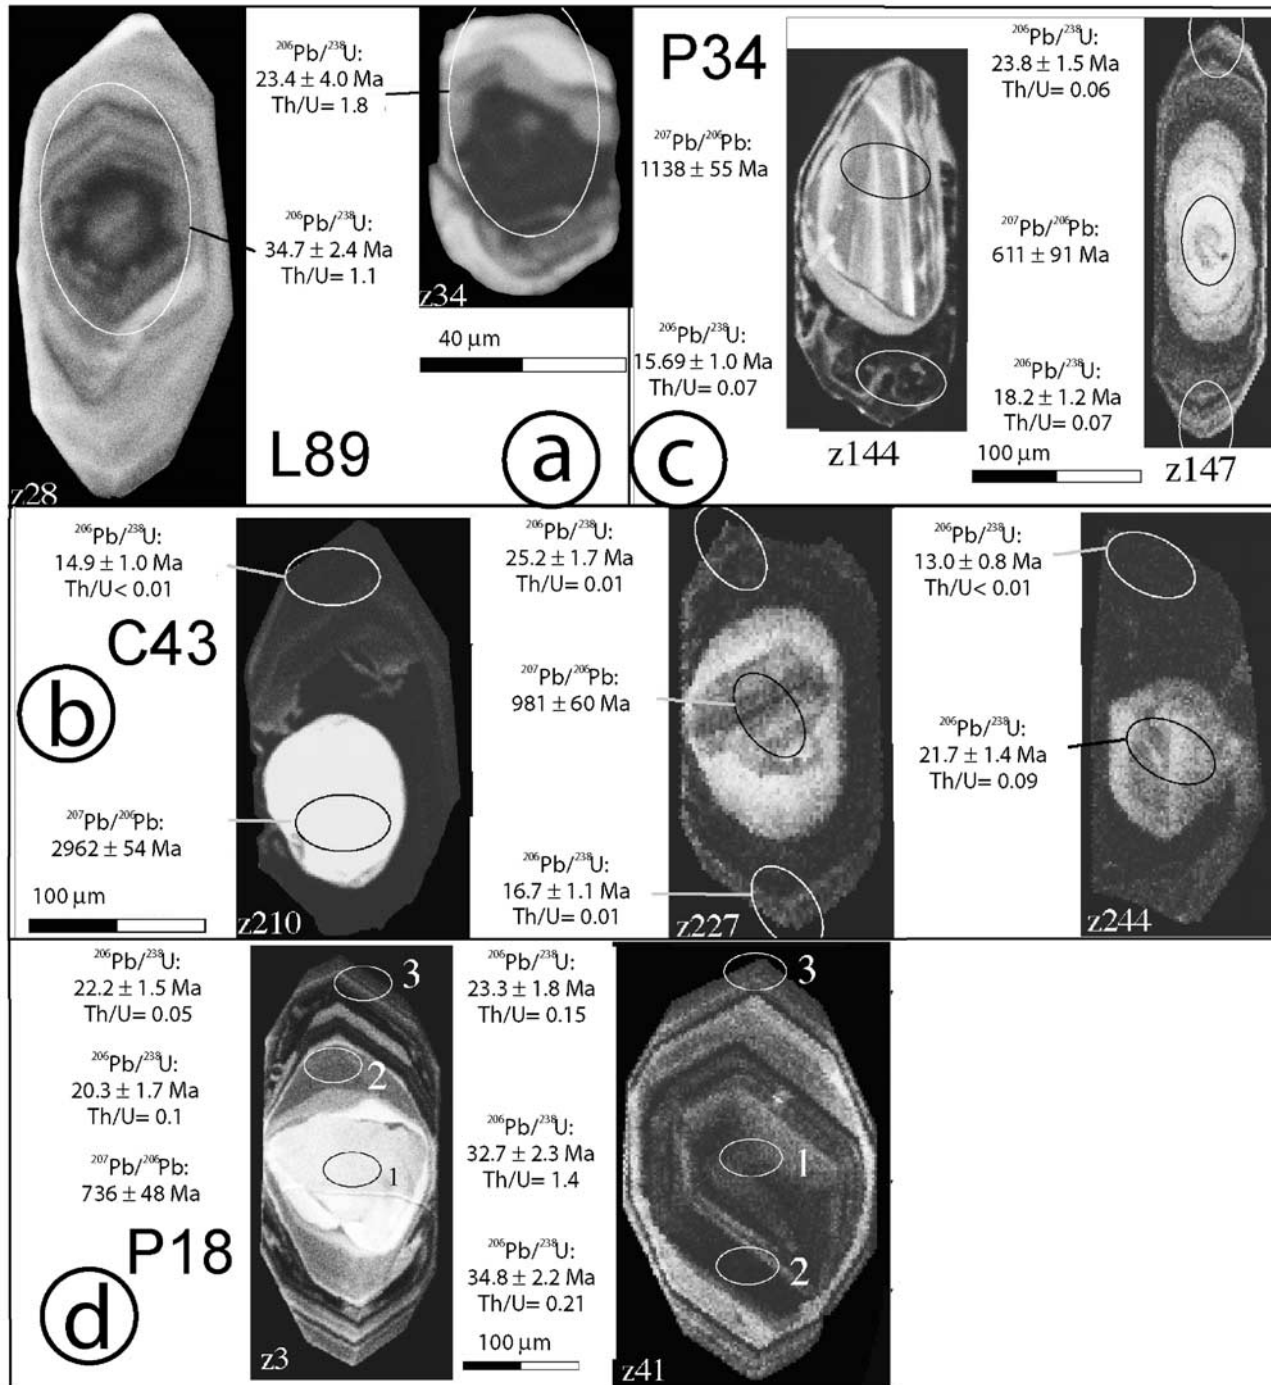 ²⁰⁶Pb/²³⁸U:
23.4 ± 4.0 Ma
Th/U= 1.8
²⁰⁶Pb/²³⁸U:
34.7 ± 2.4 Ma
Th/U= 1.1
z28
z34
40 µm
L89
a
P34
²⁰⁷Pb/²⁰⁶Pb:
1138 ± 55 Ma
²⁰⁶Pb/²³⁸U:
15.69 ± 1.0 Ma
Th/U= 0.07
c
z144
²⁰⁶Pb/²³⁸U:
23.8 ± 1.5 Ma
Th/U= 0.06
²⁰⁷Pb/²⁰⁶Pb:
611 ± 91 Ma
²⁰⁶Pb/²³⁸U:
18.2 ± 1.2 Ma
Th/U= 0.07
100 µm
z147
²⁰⁶Pb/²³⁸U:
14.9 ± 1.0 Ma
Th/U< 0.01
C43
b
²⁰⁷Pb/²⁰⁶Pb:
2962 ± 54 Ma
100 µm
z210
²⁰⁶Pb/²³⁸U:
25.2 ± 1.7 Ma
Th/U= 0.01
²⁰⁷Pb/²⁰⁶Pb:
981 ± 60 Ma
²⁰⁶Pb/²³⁸U:
16.7 ± 1.1 Ma
Th/U= 0.01
z227
²⁰⁶Pb/²³⁸U:
13.0 ± 0.8 Ma
Th/U< 0.01
²⁰⁶Pb/²³⁸U:
21.7 ± 1.4 Ma
Th/U= 0.09
z244
²⁰⁶Pb/²³⁸U:
22.2 ± 1.5 Ma
Th/U= 0.05
²⁰⁶Pb/²³⁸U:
20.3 ± 1.7 Ma
Th/U= 0.1
²⁰⁷Pb/²⁰⁶Pb:
736 ± 48 Ma
P18
d
3
2
1
z3
²⁰⁶Pb/²³⁸U:
23.3 ± 1.8 Ma
Th/U= 0.15
²⁰⁶Pb/²³⁸U:
32.7 ± 2.3 Ma
Th/U= 1.4
²⁰⁶Pb/²³⁸U:
34.8 ± 2.2 Ma
Th/U= 0.21
100 µm
3
1
2
z41